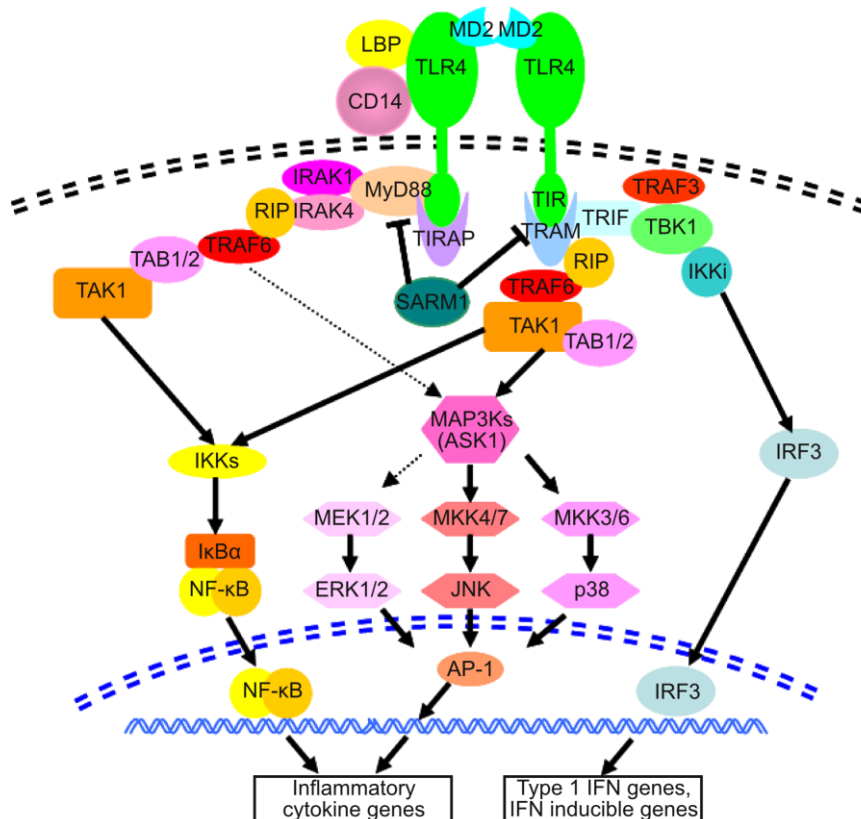 MD2 MD2
LBP
TLR4
TLR4
CD14
IRAK1
MyD88
TIR
TRAF3
RIP
IRAK4
TRIF
TBK1
TIRAP
TRAM
TRAF6
TAB1/2
RIP
IKKi
TAK1
SARM1
TRAF6
TAK1
TAB1/2
MAP3Ks
(ASK1)
IKKs
IRF3
MEK1/2
MKK4/7
MKK3/6
IκBα
NF-κB
ERK1/2
JNK
p38
AP-1
NF-κB
IRF3
Inflammatory
cytokine genes
Type 1 IFN genes,
IFN inducible genes